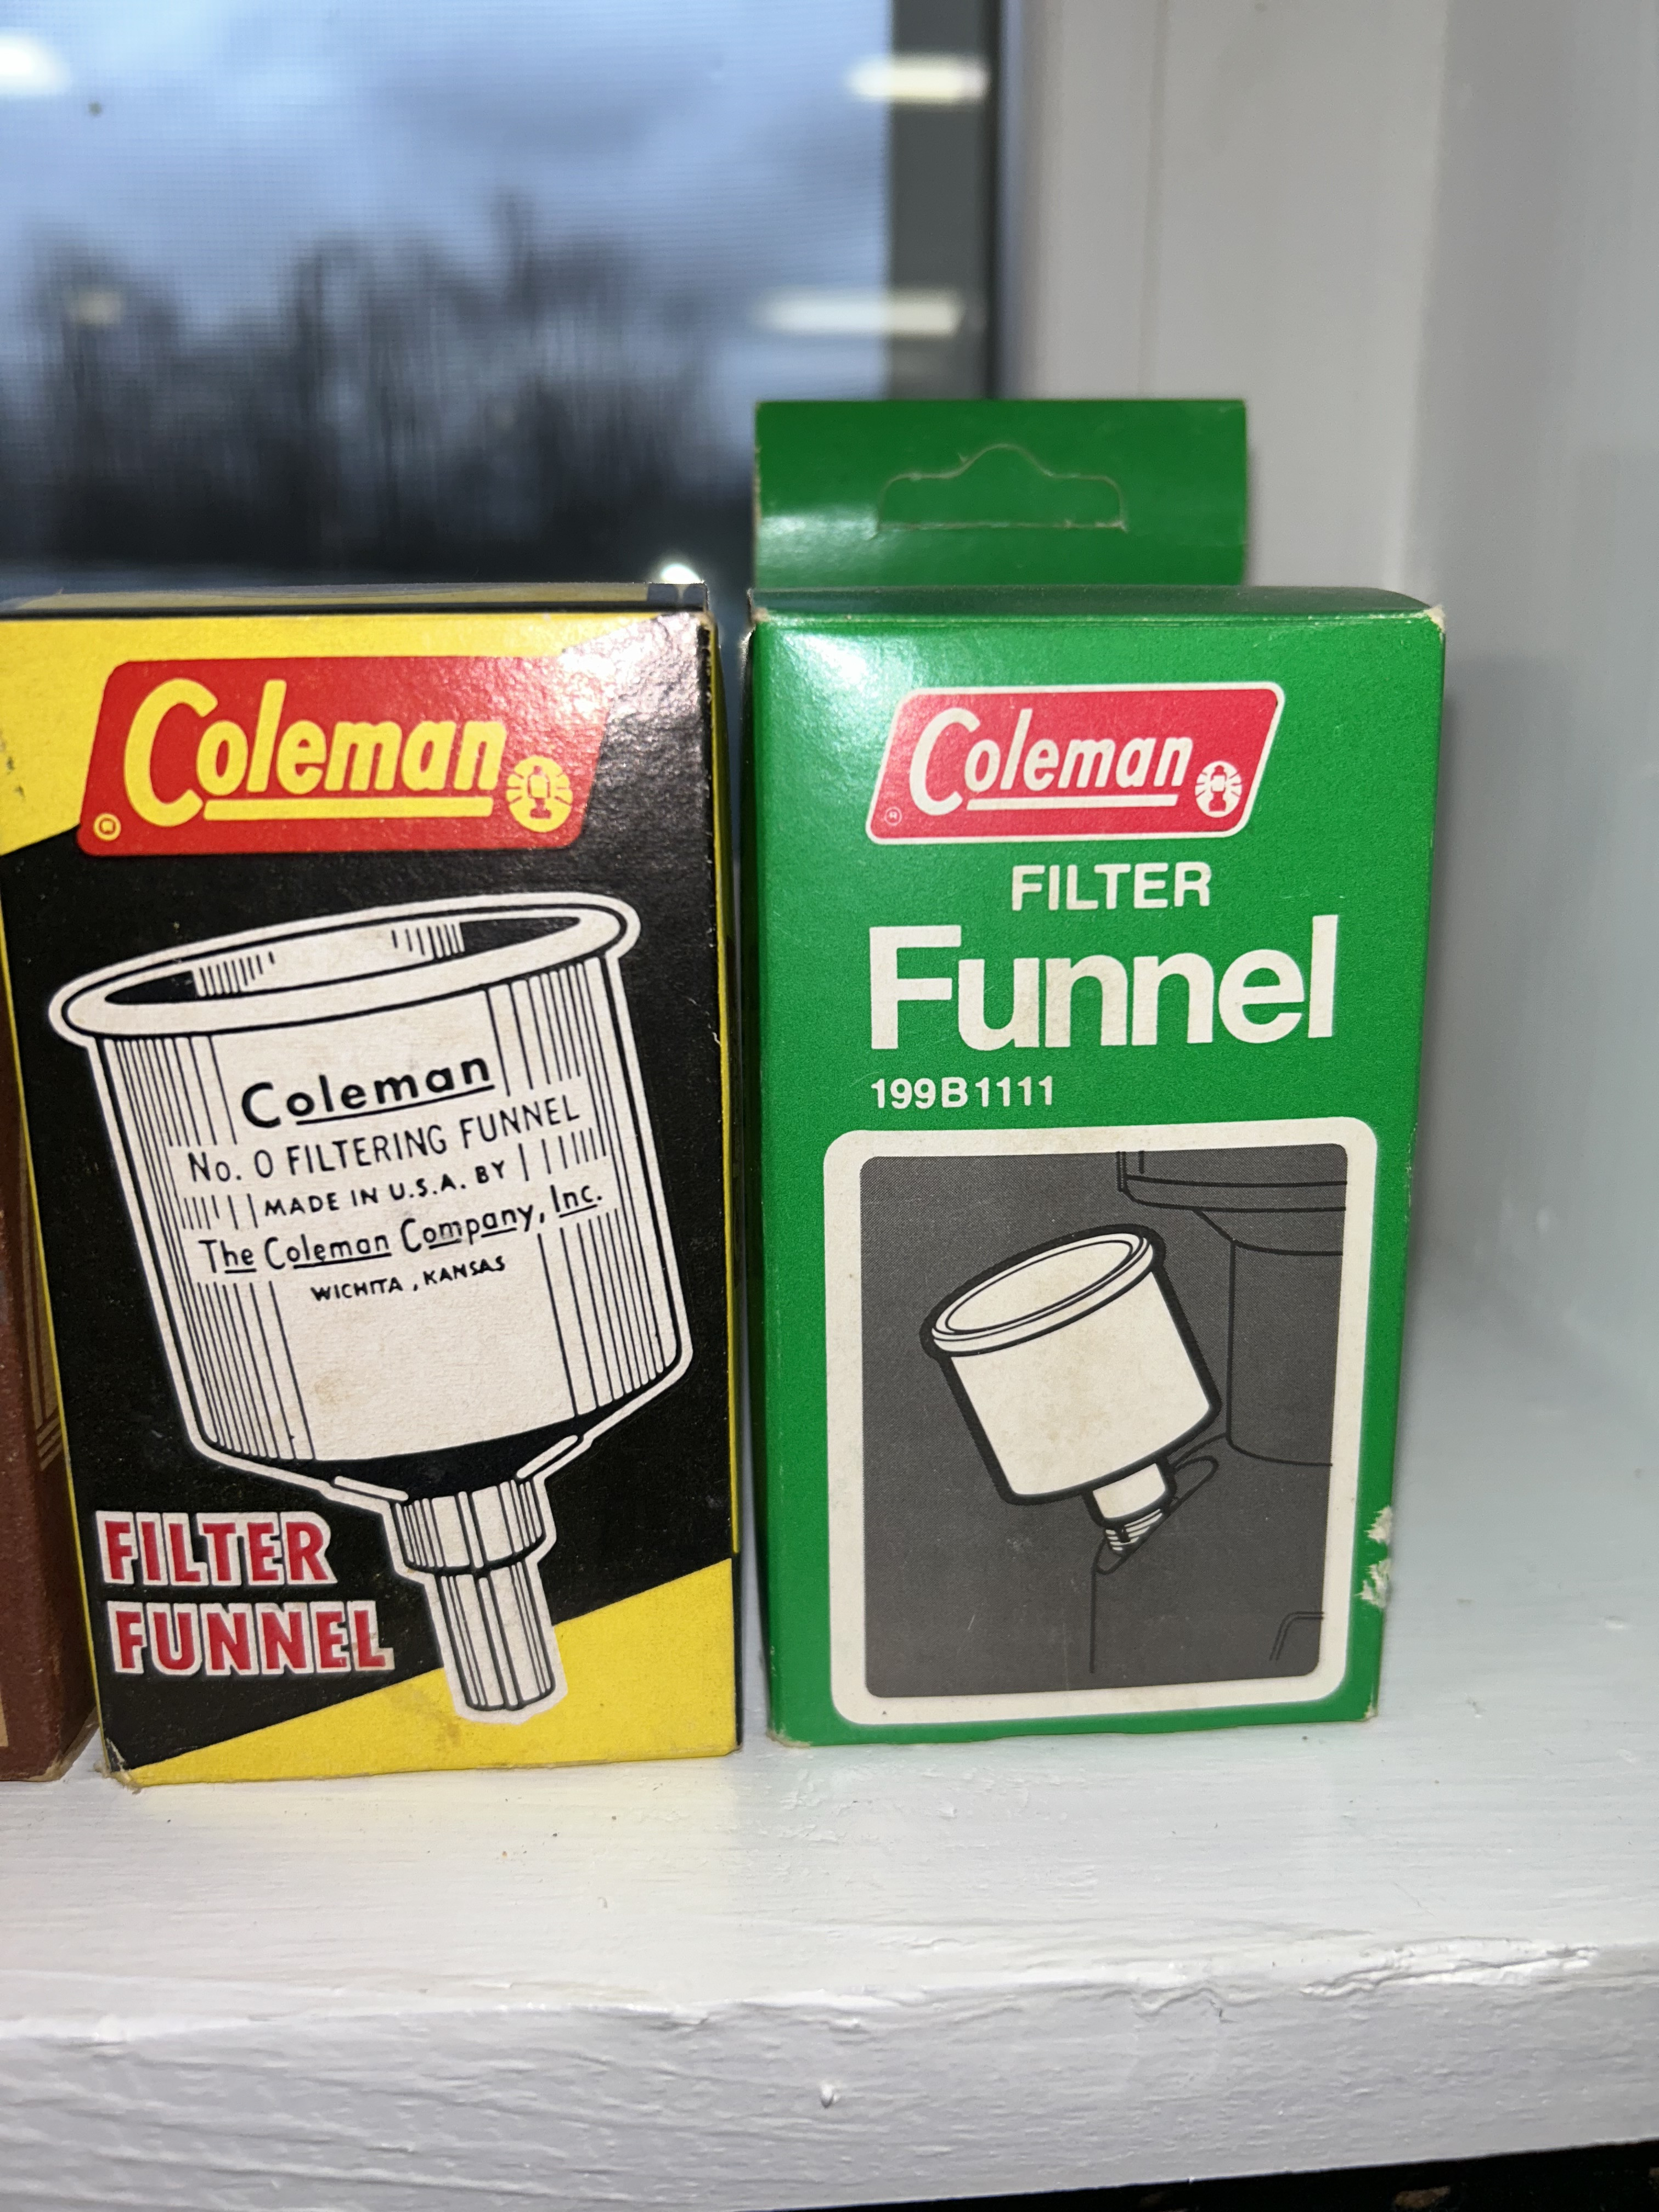 Coleman
®
Coleman
No. 0 FILTERING FUNNEL
MADE IN U.S.A. BY
The Coleman Company, Inc.
WICHITA, KANSAS
FILTER
FUNNEL
Coleman
®
FILTER
Funnel
199B1111